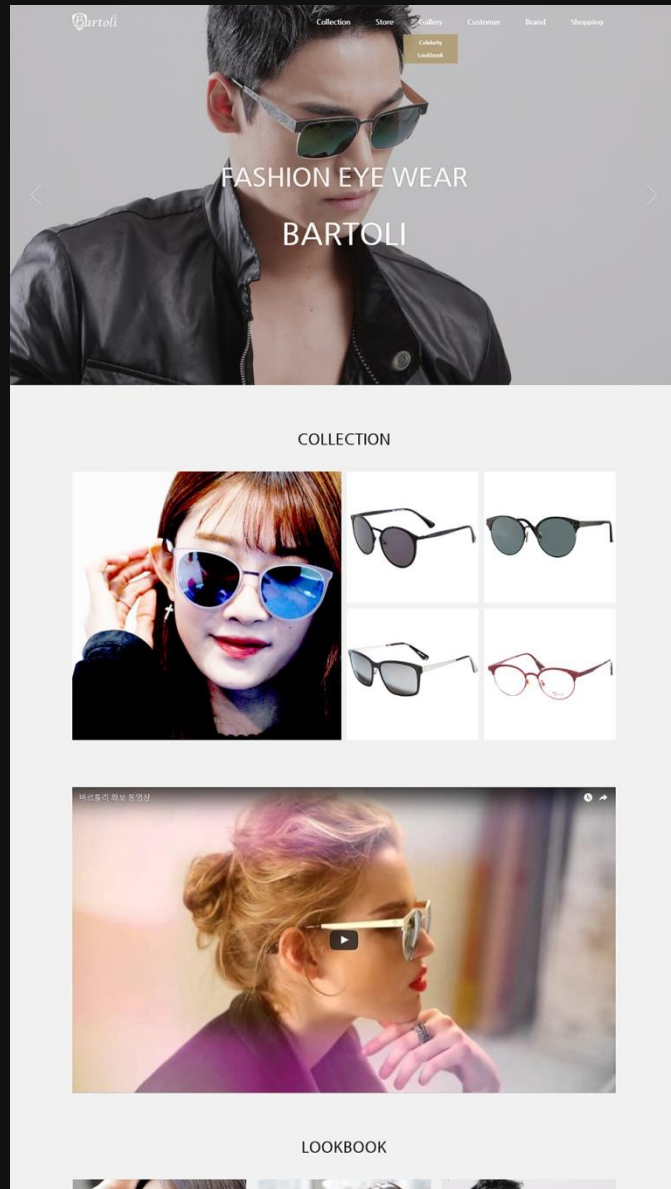 Bartoli
Collection Store Gallery Customer Brand Shopping
Celebrity
Lookbook
FASHION EYE WEAR
BARTOLI
COLLECTION
바르톨리 화보 동영상
LOOKBOOK